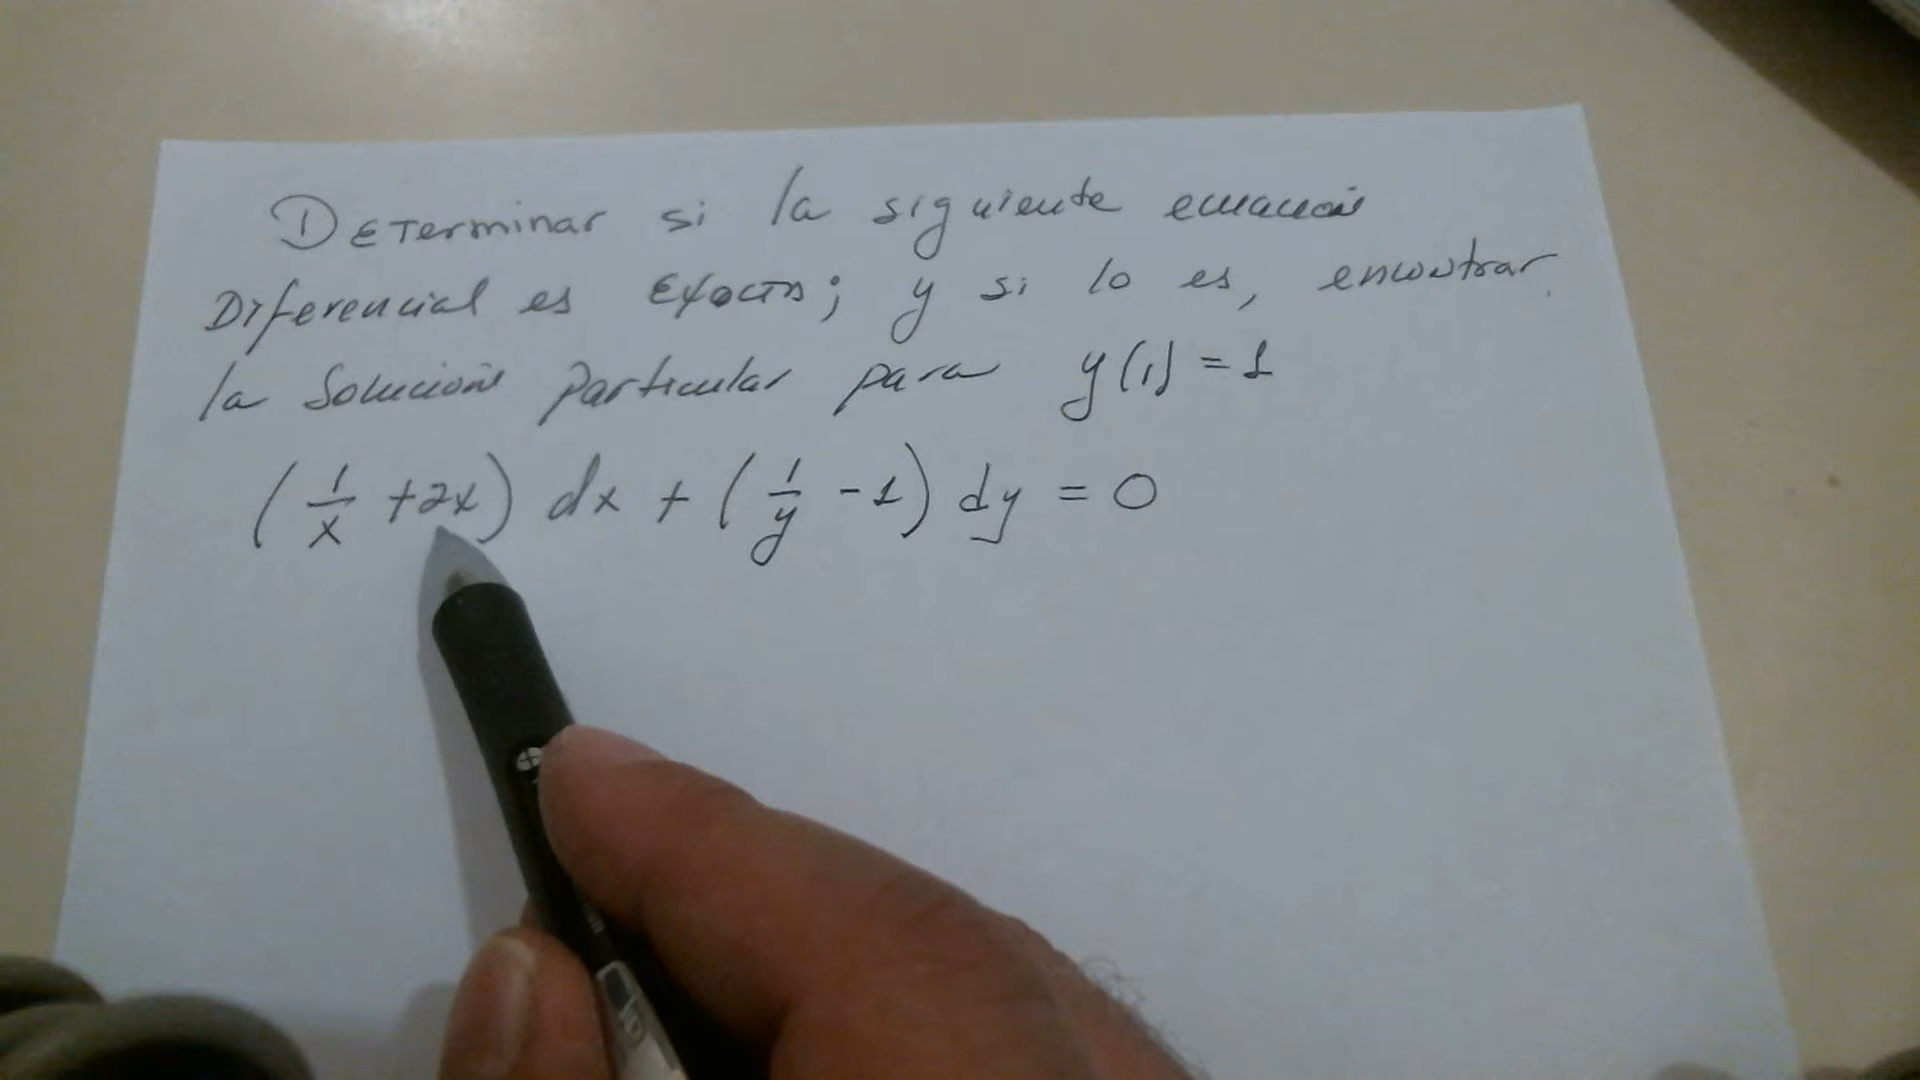 Determinar si la siguiente ecuación
Diferencial es Exacta; y si lo es, encontrar
la solución particular para y(1) = 1
(1/x + 2x) dx + (1/y - 1) dy = 0